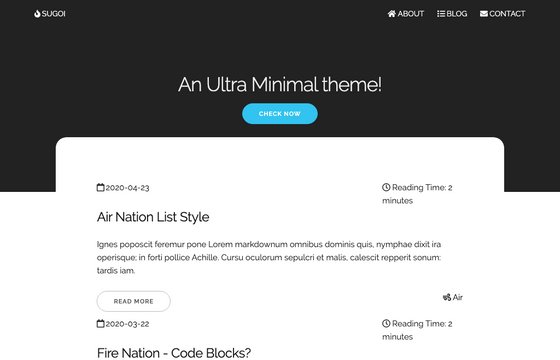 SUGOI
ABOUT BLOG CONTACT
An Ultra Minimal theme!
CHECK NOW
2020-04-23
Reading Time: 2
minutes
Air Nation List Style
Ignes poposcit feremur pone Lorem markdownum omnibus dominis quis, nymphae dixit ira
operisque; in forti pollice Achille. Cursu oculorum sepulcri et malis, calescit repperit sonum:
tardis iam.
READ MORE
Air
2020-03-22
Reading Time: 2
minutes
Fire Nation - Code Blocks?